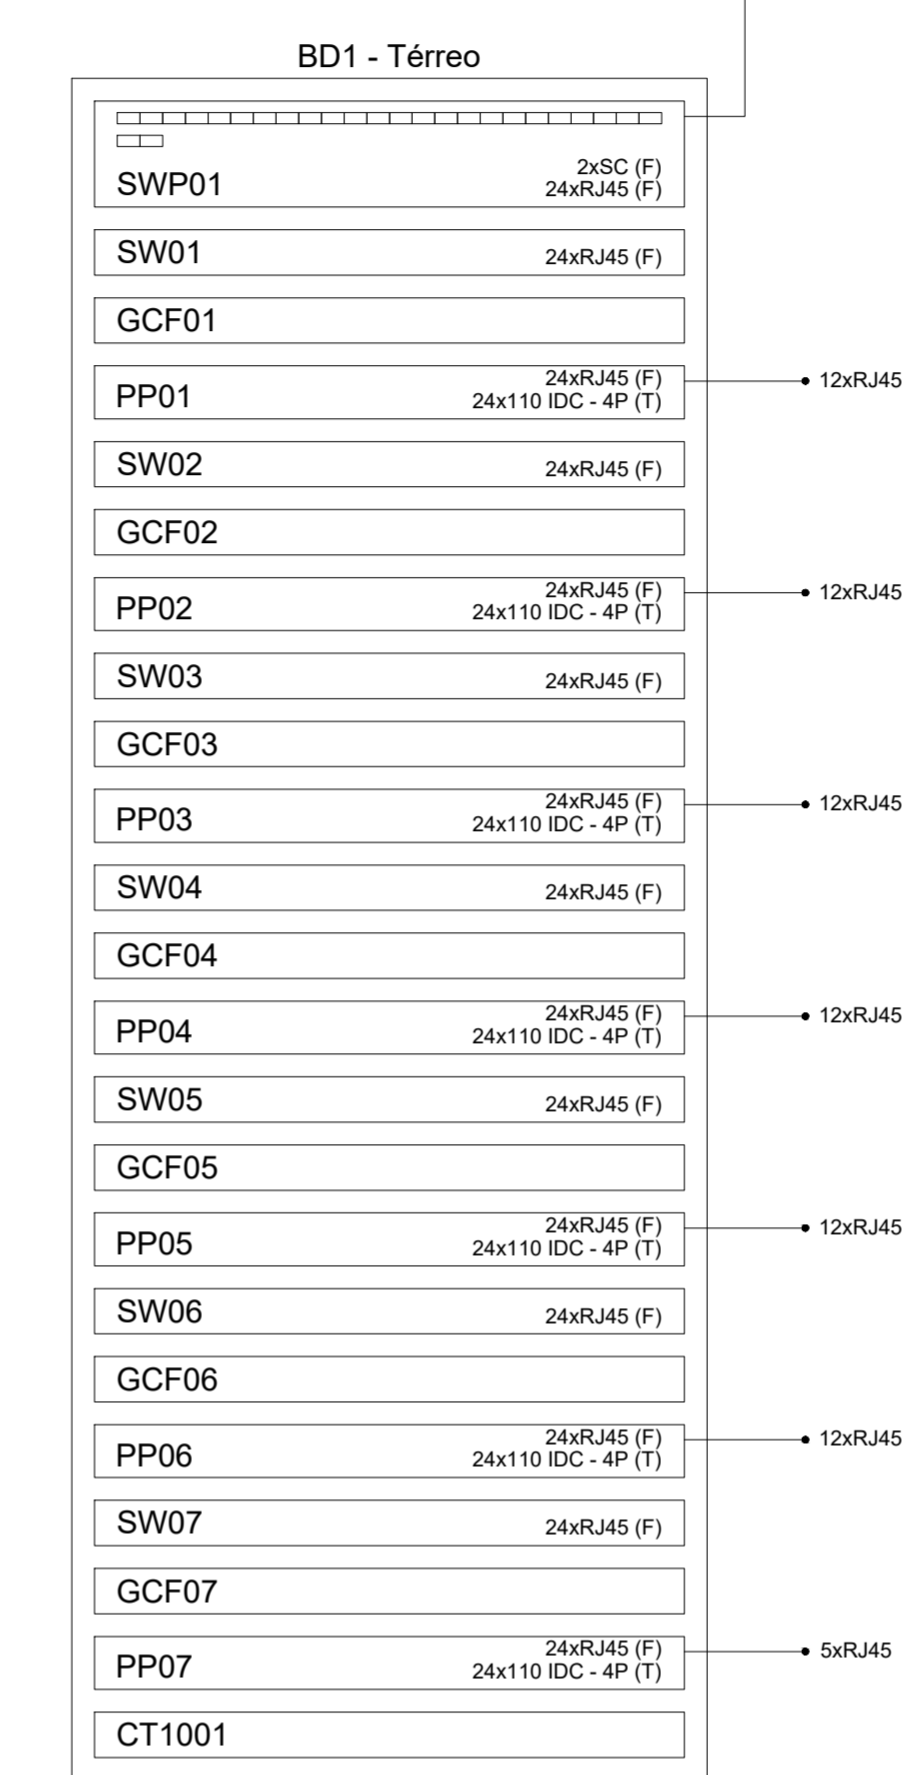 BD1 - Térreo
2xSC (F)
SWP01
24xRJ45 (F)
SW01
24xRJ45 (F)
GCF01
24xRJ45 (F)
12xRJ45
PP01
24x110 IDC - 4P (T)
SW02
24xRJ45 (F)
GCF02
24xRJ45 (F)
12xRJ45
PP02
24x110 IDC - 4P (T)
SW03
24xRJ45 (F)
GCF03
24xRJ45 (F)
12xRJ45
PP03
24x110 IDC - 4P (T)
SW04
24xRJ45 (F)
GCF04
24xRJ45 (F)
12xRJ45
PP04
24x110 IDC - 4P (T)
SW05
24xRJ45 (F)
GCF05
24xRJ45 (F)
12xRJ45
PP05
24x110 IDC - 4P (T)
SW06
24xRJ45 (F)
GCF06
24xRJ45 (F)
12xRJ45
PP06
24x110 IDC - 4P (T)
SW07
24xRJ45 (F)
GCF07
24xRJ45 (F)
5xRJ45
PP07
24x110 IDC - 4P (T)
CT1001